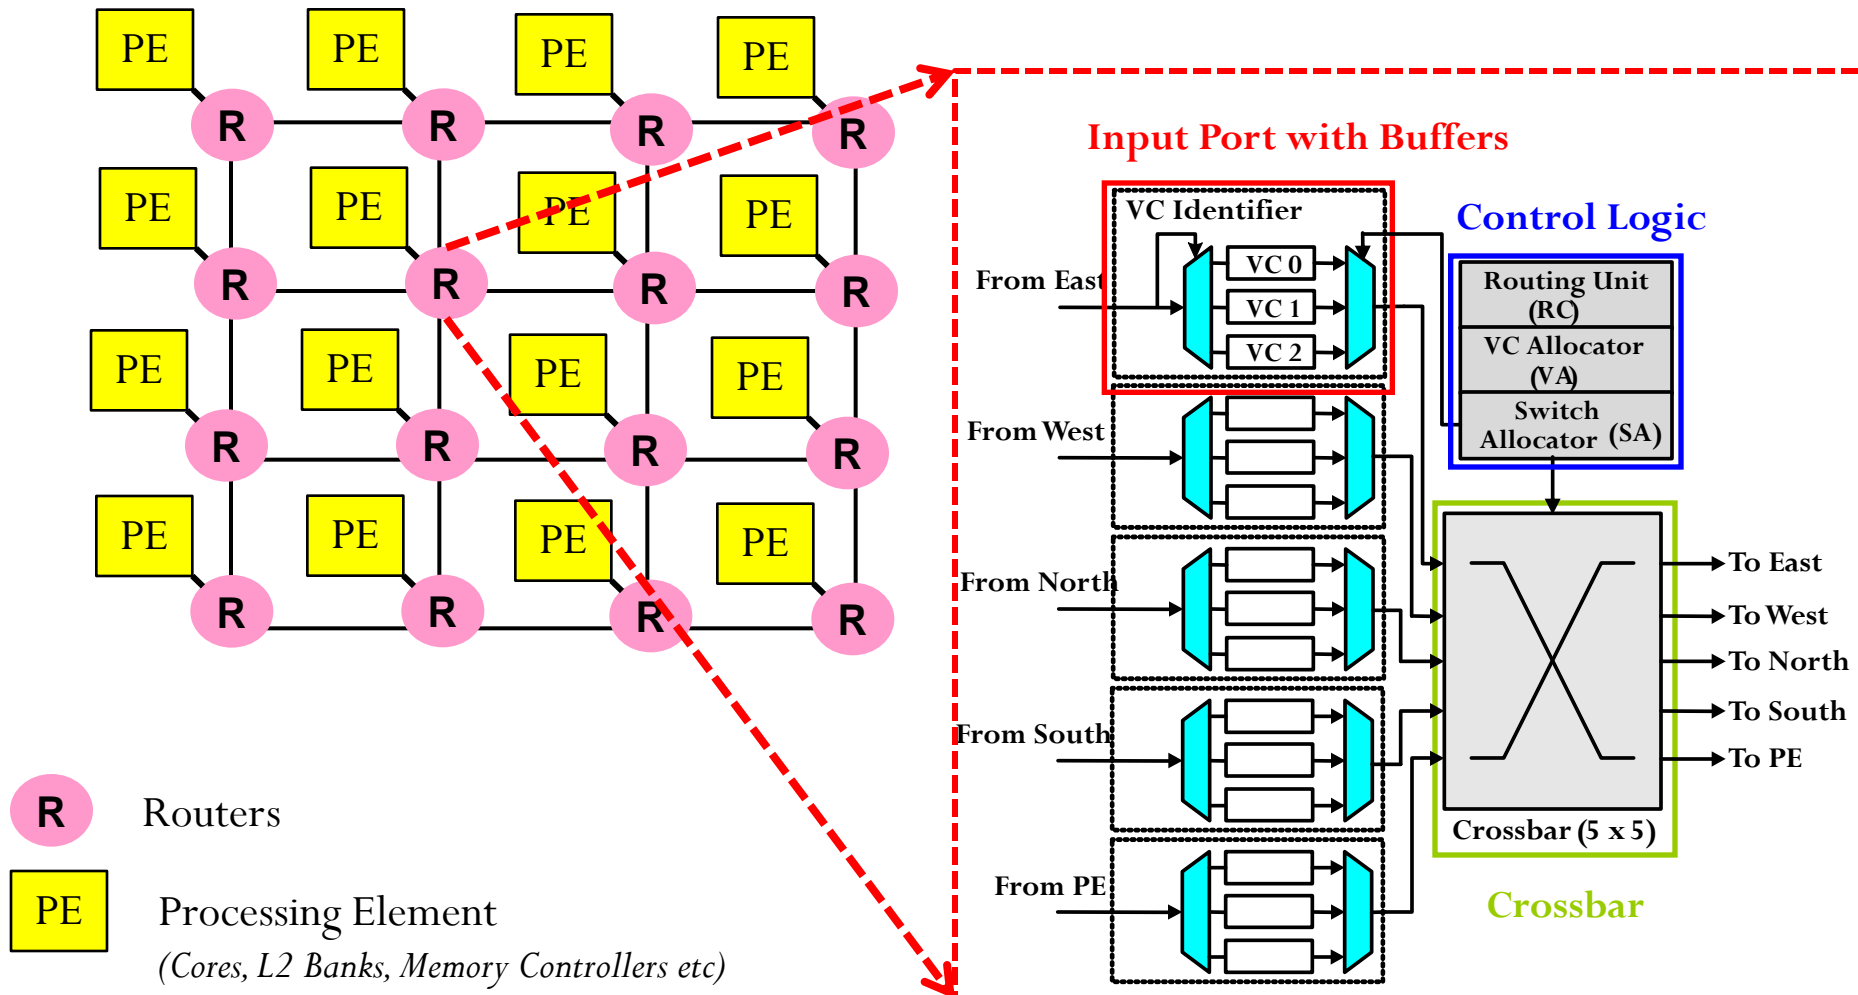 PE
PE
PE
PE
R
R
R
R
PE
PE
PE
PE
R
R
R
R
PE
PE
PE
PE
R
R
R
R
PE
PE
PE
PE
R
R
R
R
R Routers
PE Processing Element
(Cores, L2 Banks, Memory Controllers etc)
Input Port with Buffers
VC Identifier
From East
VC 0
VC 1
VC 2
Control Logic
Routing Unit
(RC)
VC Allocator
(VA)
Switch
Allocator (SA)
From West
From North
From South
From PE
To East
To West
To North
To South
To PE
Crossbar (5 x 5)
Crossbar